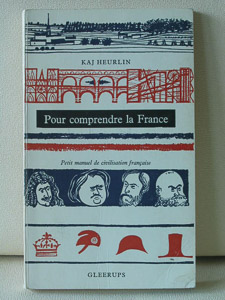 KAJ HEURLIN
Pour comprendre la France
Petit manuel de civilisation française
GLEERUPS